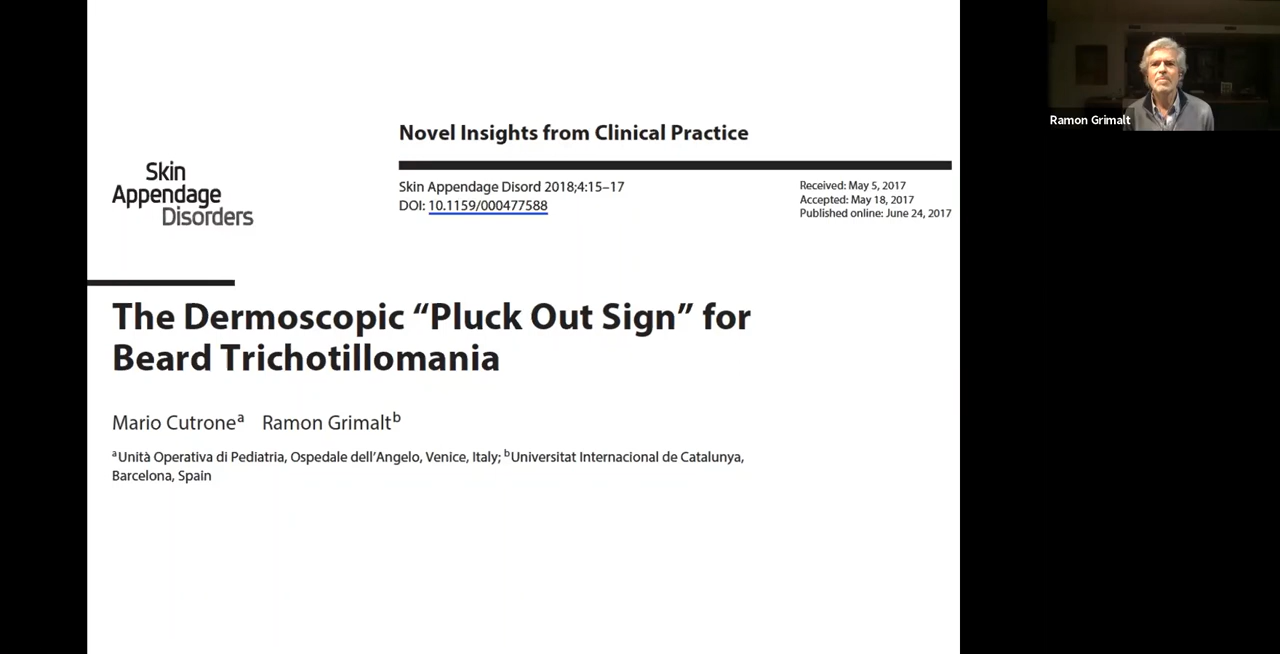 Novel Insights from Clinical Practice
Skin
Appendage
Disorders
Skin Appendage Disord 2018;4:15–17
DOI: 10.1159/000477588
Received: May 5, 2017
Accepted: May 18, 2017
Published online: June 24, 2017
The Dermoscopic “Pluck Out Sign” for
Beard Trichotillomania
Mario Cutroneᵃ Ramon Grimaltᵇ
ᵃUnità Operativa di Pediatria, Ospedale dell’Angelo, Venice, Italy; ᵇUniversitat Internacional de Catalunya,
Barcelona, Spain
Ramon Grimalt